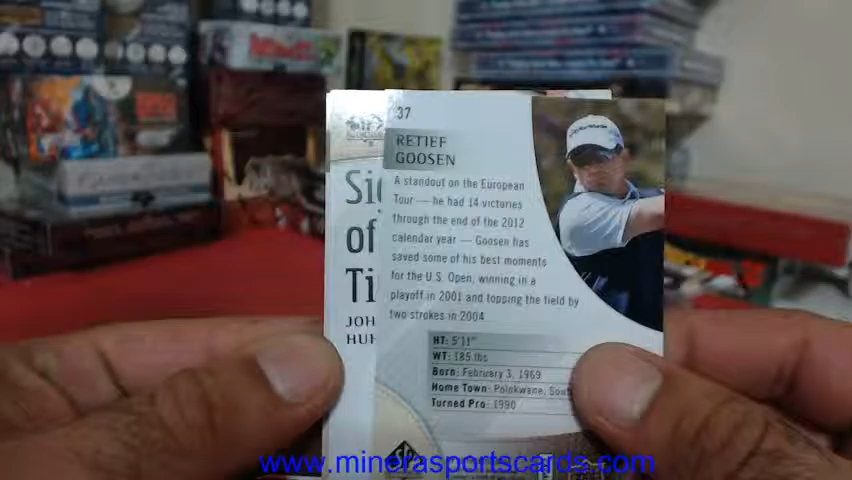 37
RETIEF
GOOSEN
A standout on the European
Tour — he had 14 victories
through the end of the 2012
calendar year — Goosen has
saved some of his best moments
for the U.S. Open, winning in a
playoff in 2001 and topping the field by
two strokes in 2004
HT: 5'11"
WT: 185 lbs
Born: February 3, 1969
Home Town: Polokwane, Sout
Turned Pro: 1990
TaylorMade
Si
of
Ti
JOH
HUH
SP
www.minerasportscards.com